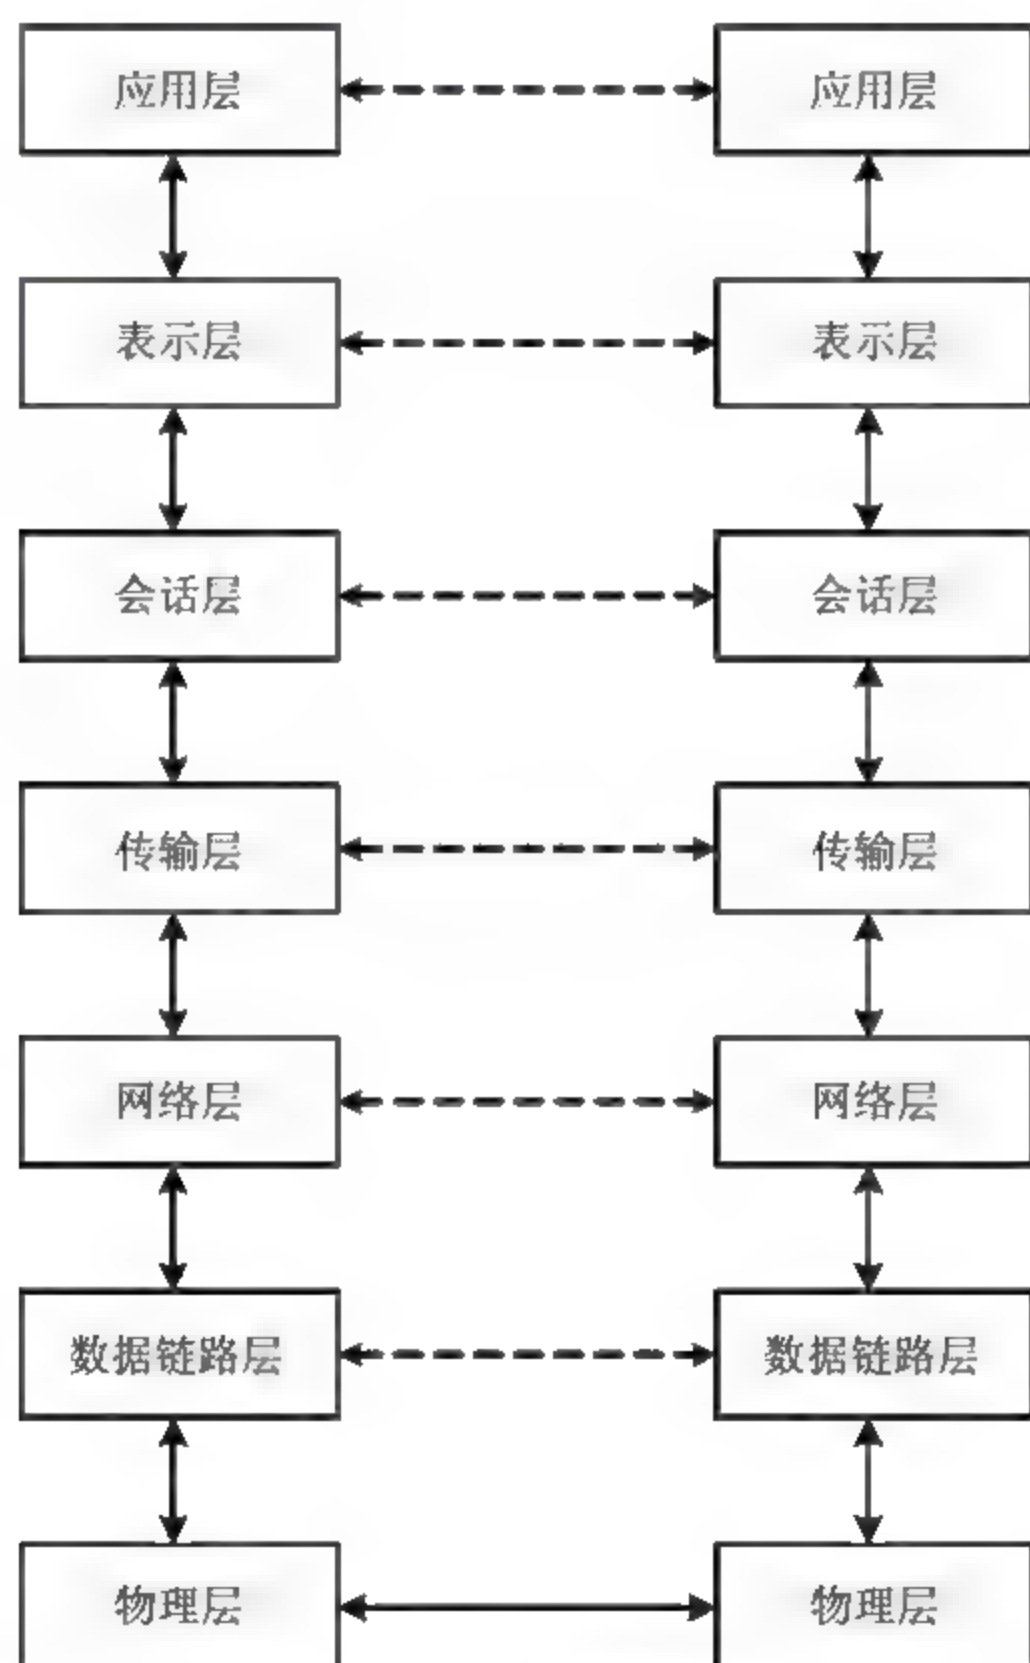 应用层 应用层
表示层 表示层
会话层 会话层
传输层 传输层
网络层 网络层
数据链路层 数据链路层
物理层 物理层